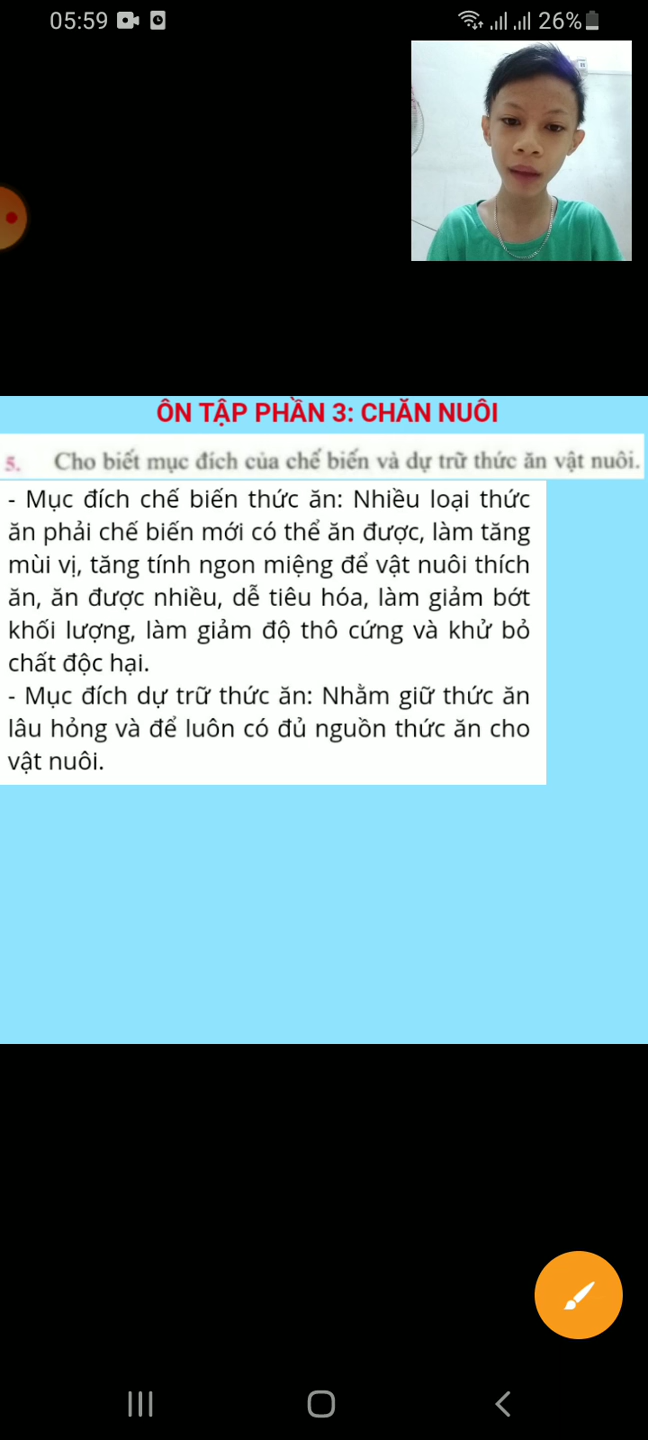 05:59
26%
ÔN TẬP PHẦN 3: CHĂN NUÔI
5. Cho biết mục đích của chế biến và dự trữ thức ăn vật nuôi.
- Mục đích chế biến thức ăn: Nhiều loại thức
ăn phải chế biến mới có thể ăn được, làm tăng
mùi vị, tăng tính ngon miệng để vật nuôi thích
ăn, ăn được nhiều, dễ tiêu hóa, làm giảm bớt
khối lượng, làm giảm độ thô cứng và khử bỏ
chất độc hại.
- Mục đích dự trữ thức ăn: Nhằm giữ thức ăn
lâu hỏng và để luôn có đủ nguồn thức ăn cho
vật nuôi.